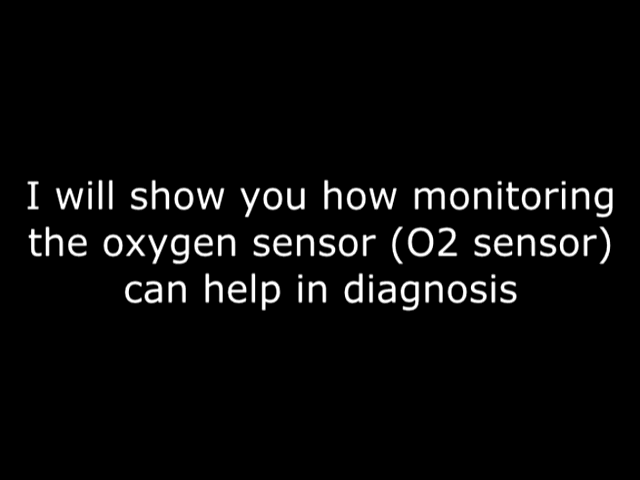 I will show you how monitoring
the oxygen sensor (O2 sensor)
can help in diagnosis